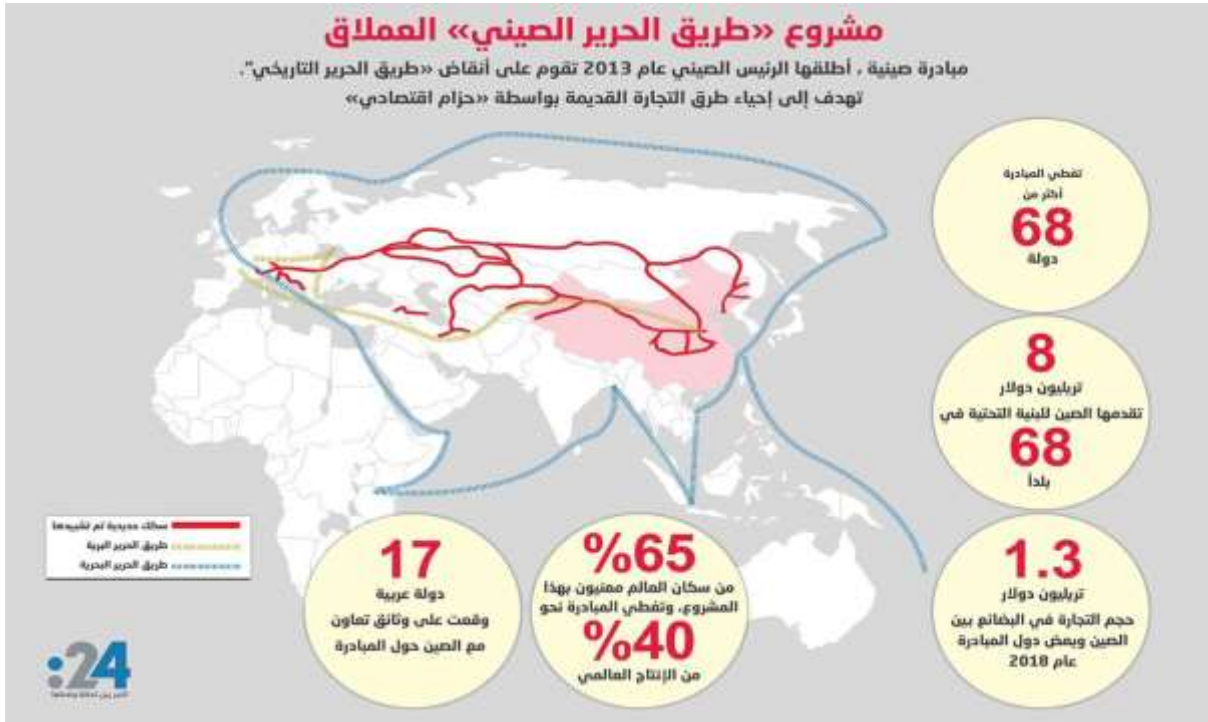 مشروع «طريق الحرير الصيني» العملاق
مبادرة صينية ، أطلقها الرئيس الصيني عام 2013 تقوم على أنقاض «طريق الحرير التاريخي".
تهدف إلى إحياء طرق التجارة القديمة بواسطة «حزام اقتصادي»
تغطي المبادرة
أكثر من
68
دولة
8
تريليون دولار
تقدمها الصين للبنية التحتية في
68
بلداً
1.3
تريليون دولار
حجم التجارة في البضائع بين
الصين وبعض دول المبادرة
عام 2018
%65
من سكان العالم معنيون بهذا
المشروع، وتغطي المبادرة نحو
%40
من الإنتاج العالمي
17
دولة عربية
وقعت على وثائق تعاون
مع الصين حول المبادرة
سكك حديدية تم تشييدها
طريق الحرير البرية
طريق الحرير البحرية
24: